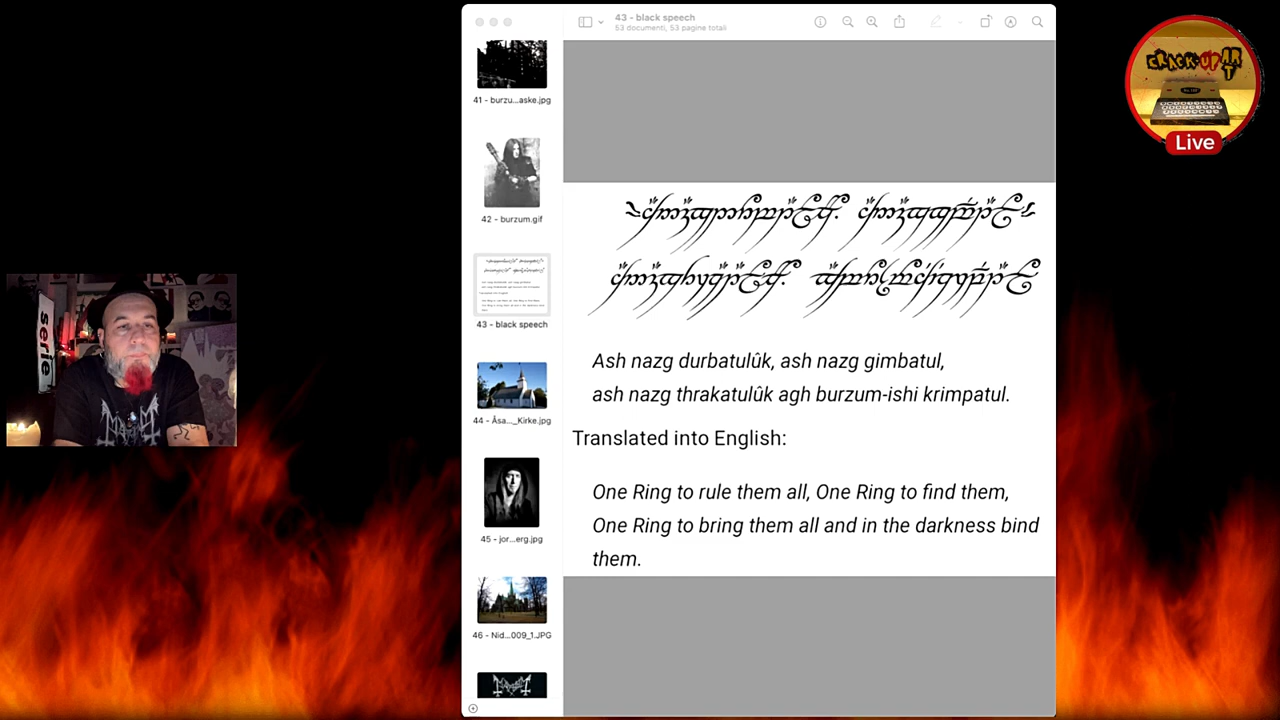 43 - black speech
53 documenti, 53 pagine totali
41 - burzu...aske.jpg
42 - burzum.gif
43 - black speech
44 - Åsa..._Kirke.jpg
45 - jor...erg.jpg
46 - Nid...009_1.JPG
Ash nazg durbatulûk, ash nazg gimbatul,
ash nazg thrakatulûk agh burzum-ishi krimpatul.
Translated into English:
One Ring to rule them all, One Ring to find them,
One Ring to bring them all and in the darkness bind
them.
serie
CRACK-UP ART
Live